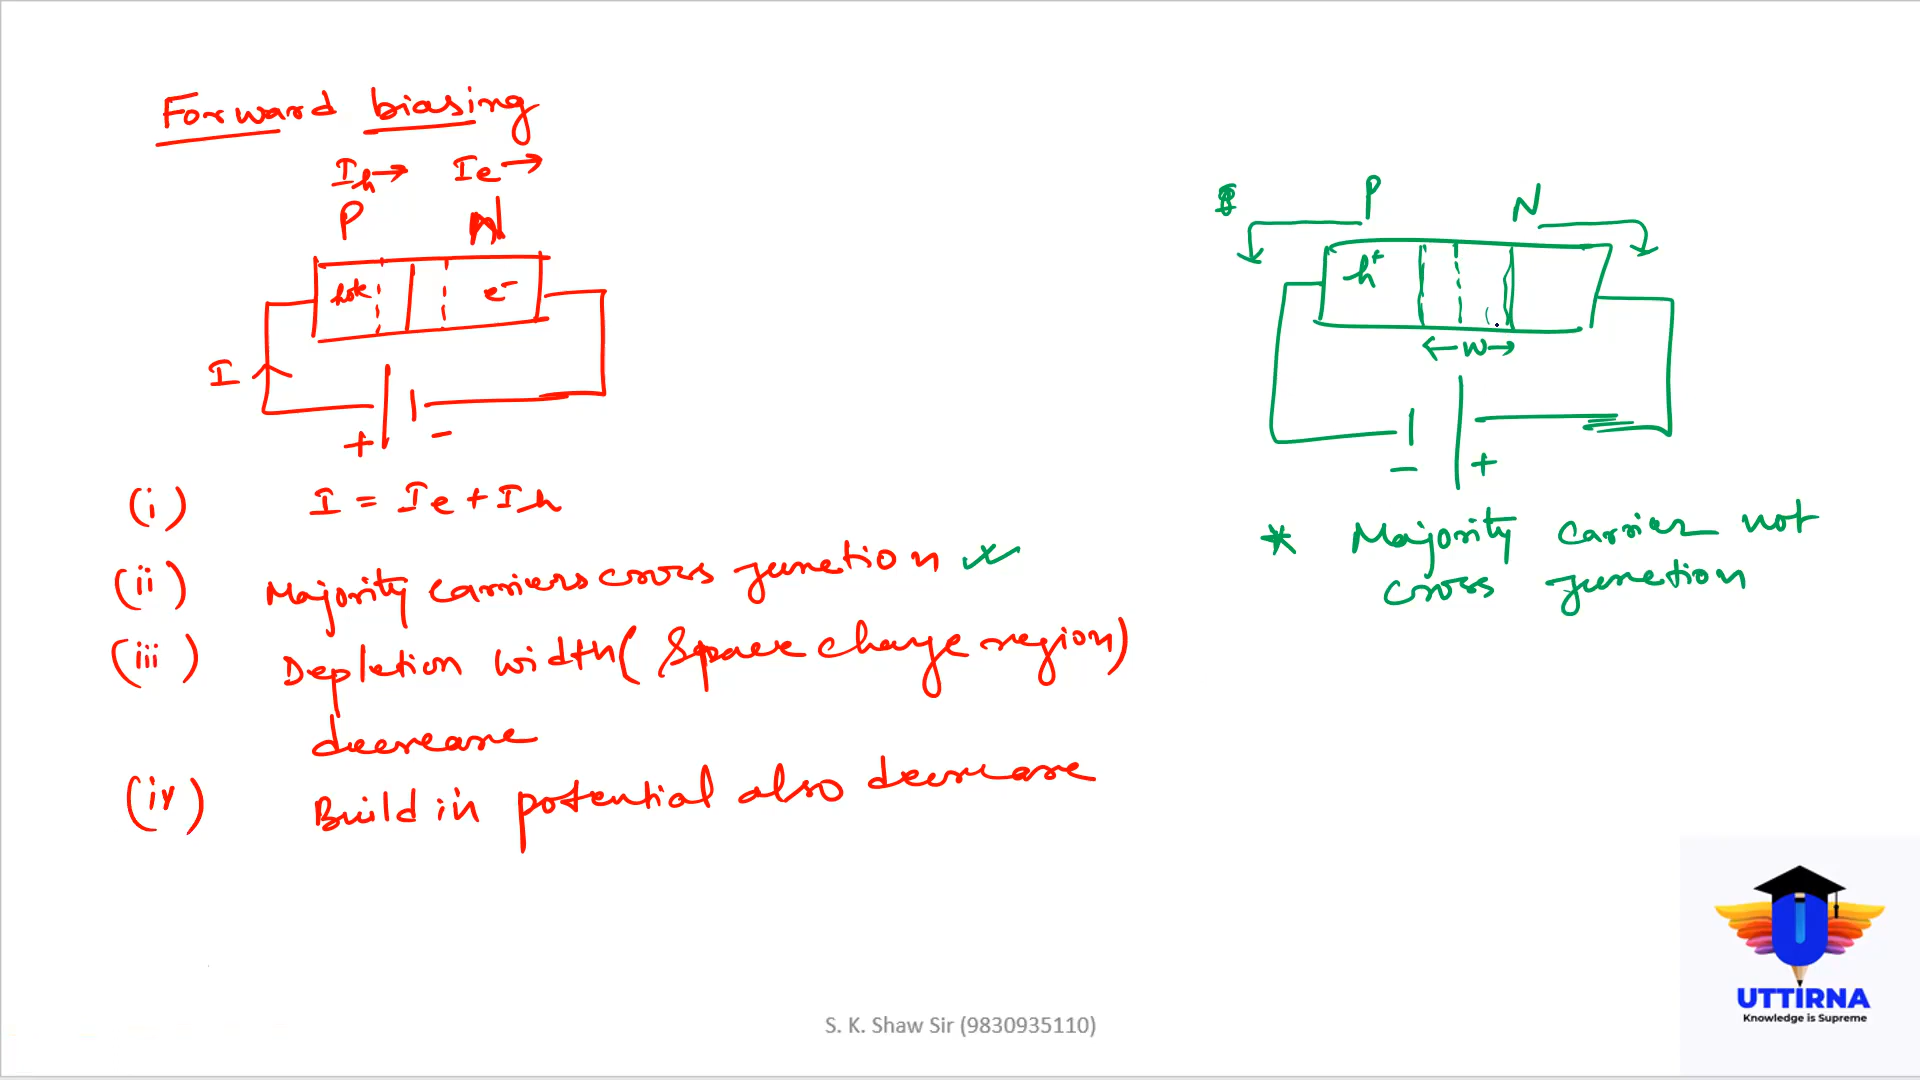 Forward biasing
Ih → Ie →
P N
hole e-
I
+ -
(i) I = Ie + Ih
(ii) Majority carriers cross junction
(iii) Depletion width (Space charge region)
decrease
(iv) Build in potential also decrease
P N
h+
← W →
- +
* Majority carrier not
cross junction
S. K. Shaw Sir (9830935110)
UTTIRNA
Knowledge is Supreme